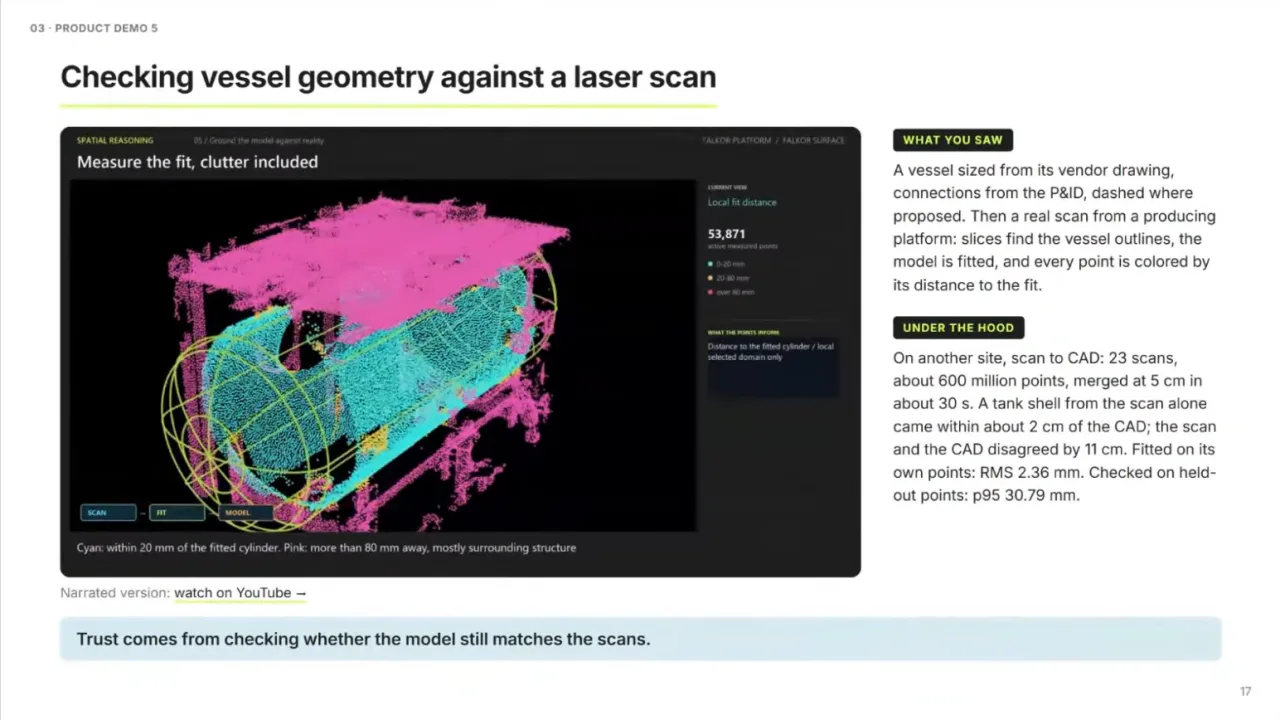 03 · PRODUCT DEMO 5
Checking vessel geometry against a laser scan
SPATIAL REASONING
05 / Ground the model against reality
FALKOR PLATFORM / FALKOR SURFACE
Measure the fit, clutter included
CURRENT VIEW
Local fit distance
53,871
active measured points
0-20 mm
20-80 mm
over 80 mm
WHAT THE POINTS INFORM
Distance to the fitted cylinder / local
selected domain only
SCAN → FIT → MODEL
Cyan: within 20 mm of the fitted cylinder. Pink: more than 80 mm away, mostly surrounding structure
Narrated version: watch on YouTube →
WHAT YOU SAW
A vessel sized from its vendor drawing,
connections from the P&ID, dashed where
proposed. Then a real scan from a producing
platform: slices find the vessel outlines, the
model is fitted, and every point is colored by
its distance to the fit.
UNDER THE HOOD
On another site, scan to CAD: 23 scans,
about 600 million points, merged at 5 cm in
about 30 s. A tank shell from the scan alone
came within about 2 cm of the CAD; the scan
and the CAD disagreed by 11 cm. Fitted on its
own points: RMS 2.36 mm. Checked on held-
out points: p95 30.79 mm.
Trust comes from checking whether the model still matches the scans.
17